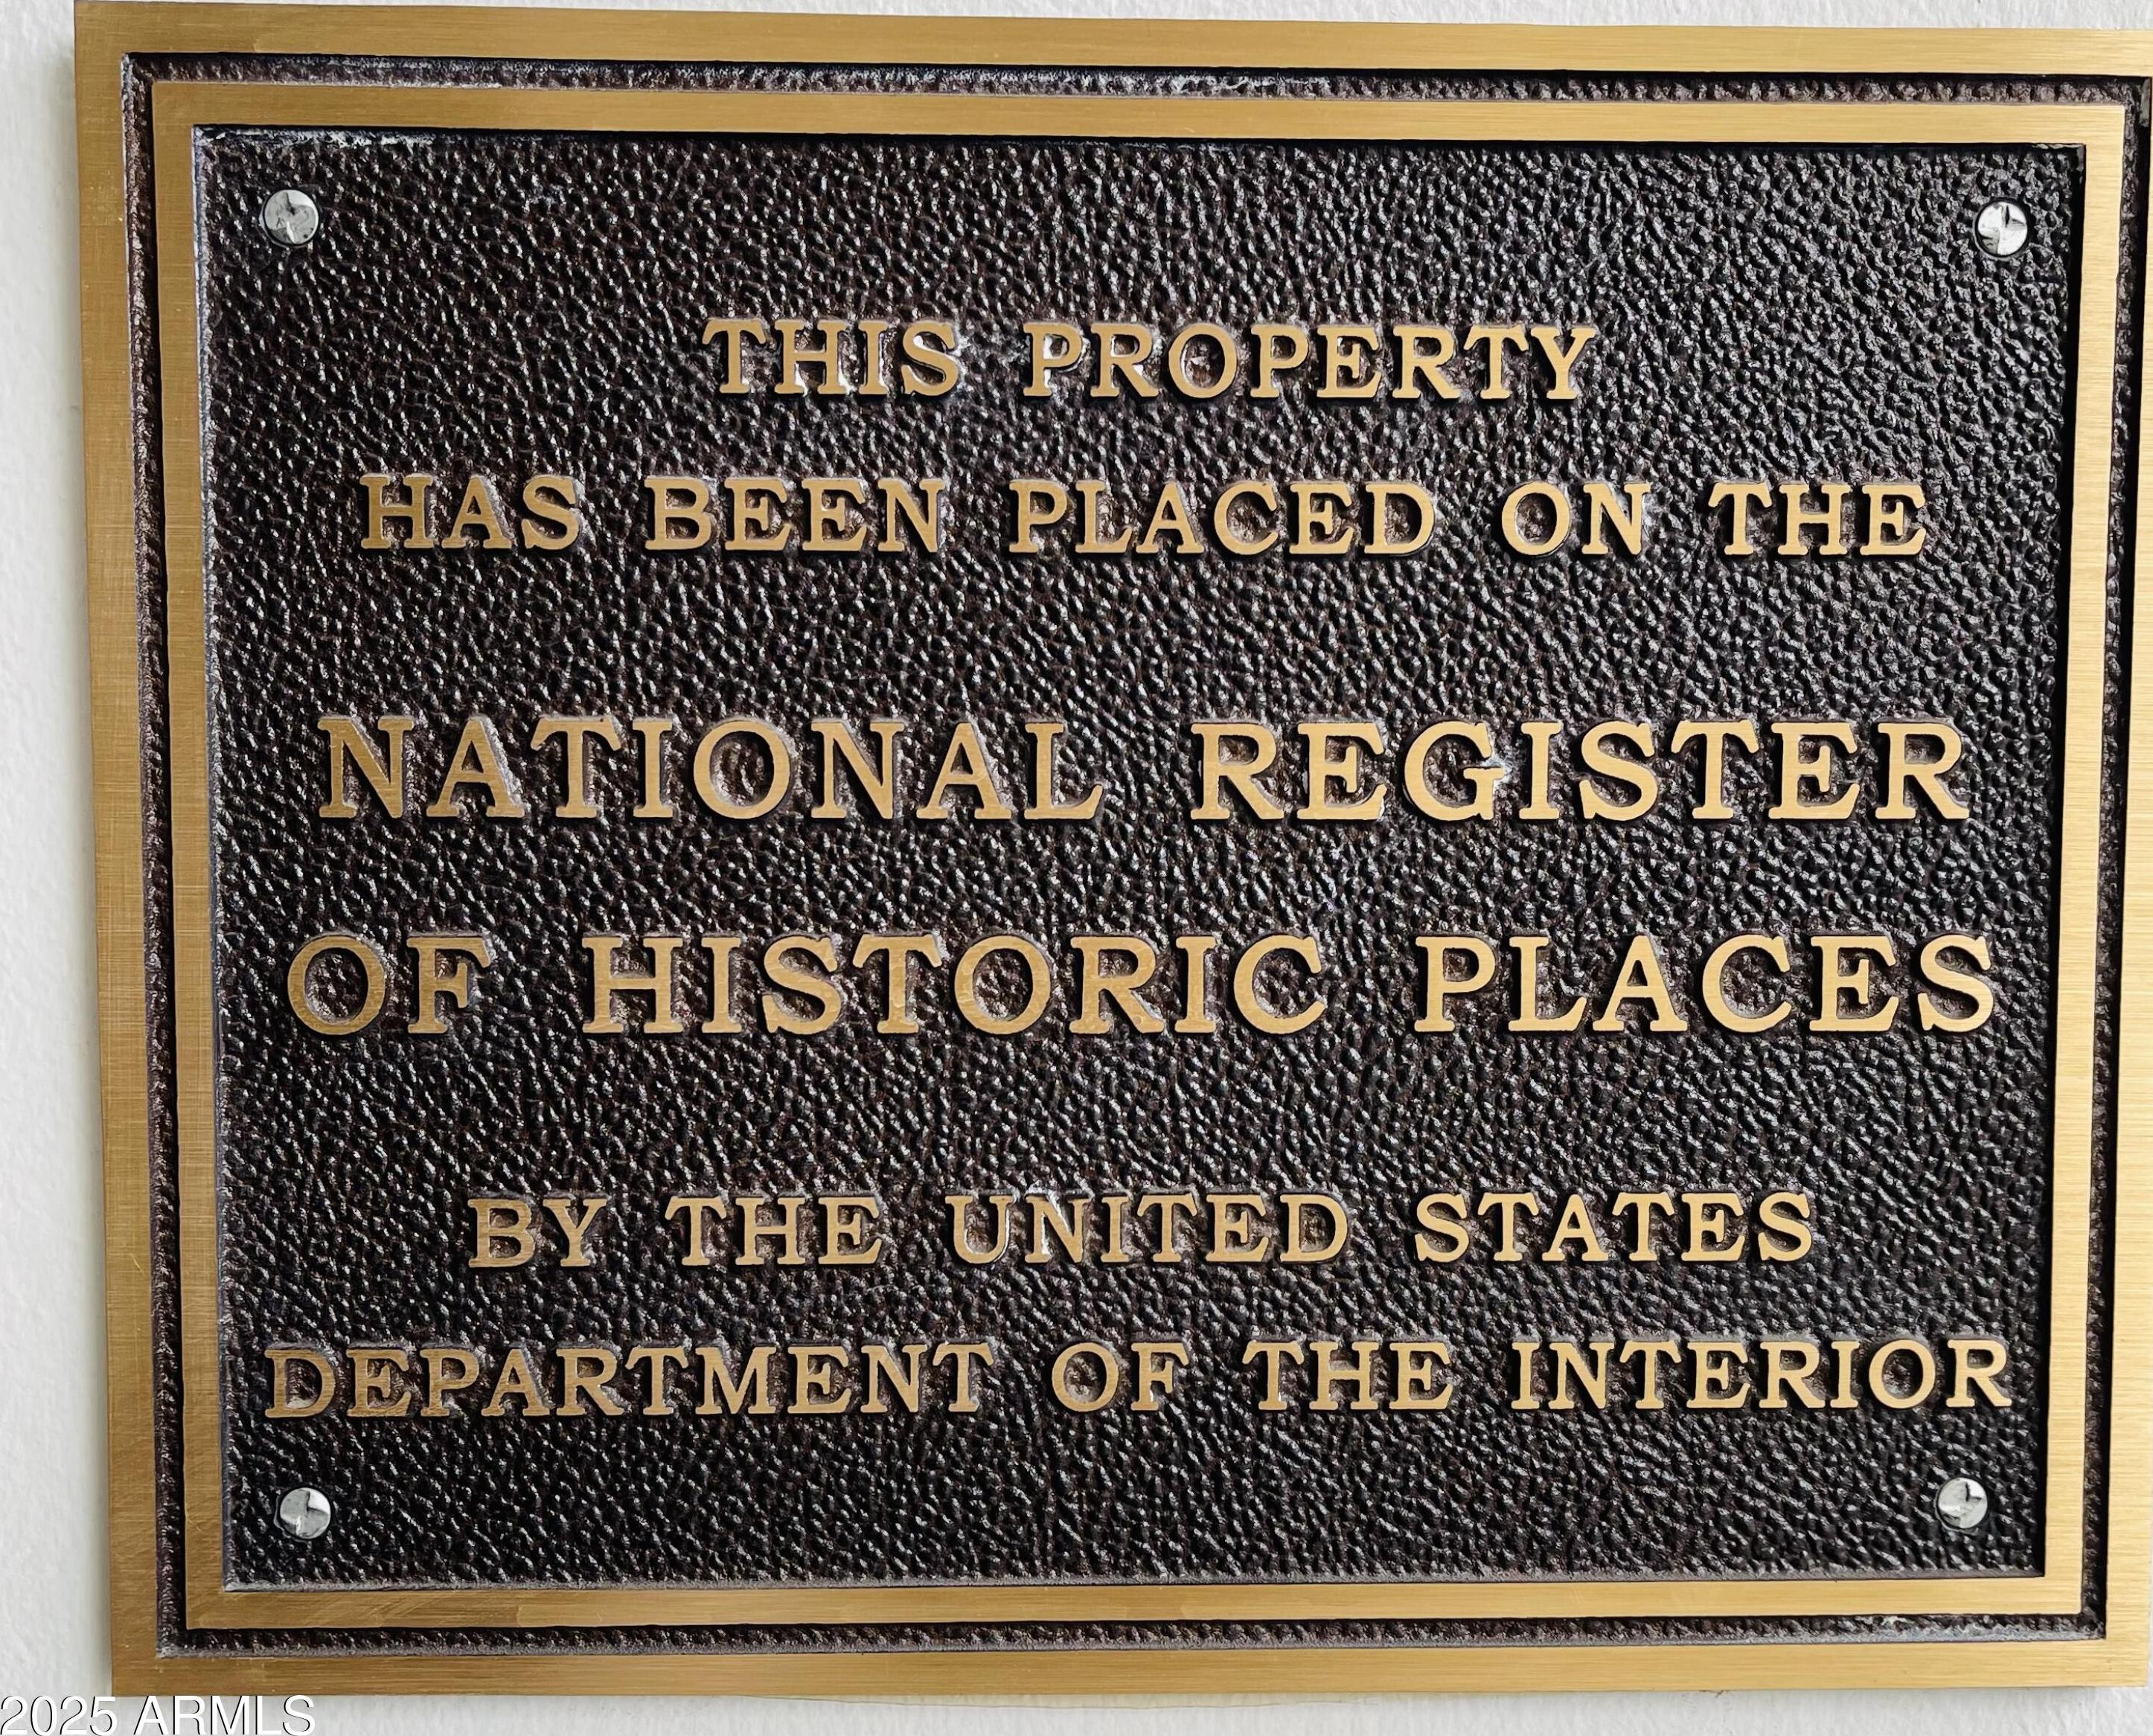 THIS PROPERTY
HAS BEEN PLACED ON THE
NATIONAL REGISTER
OF HISTORIC PLACES
BY THE UNITED STATES
DEPARTMENT OF THE INTERIOR
2025 ARMLS